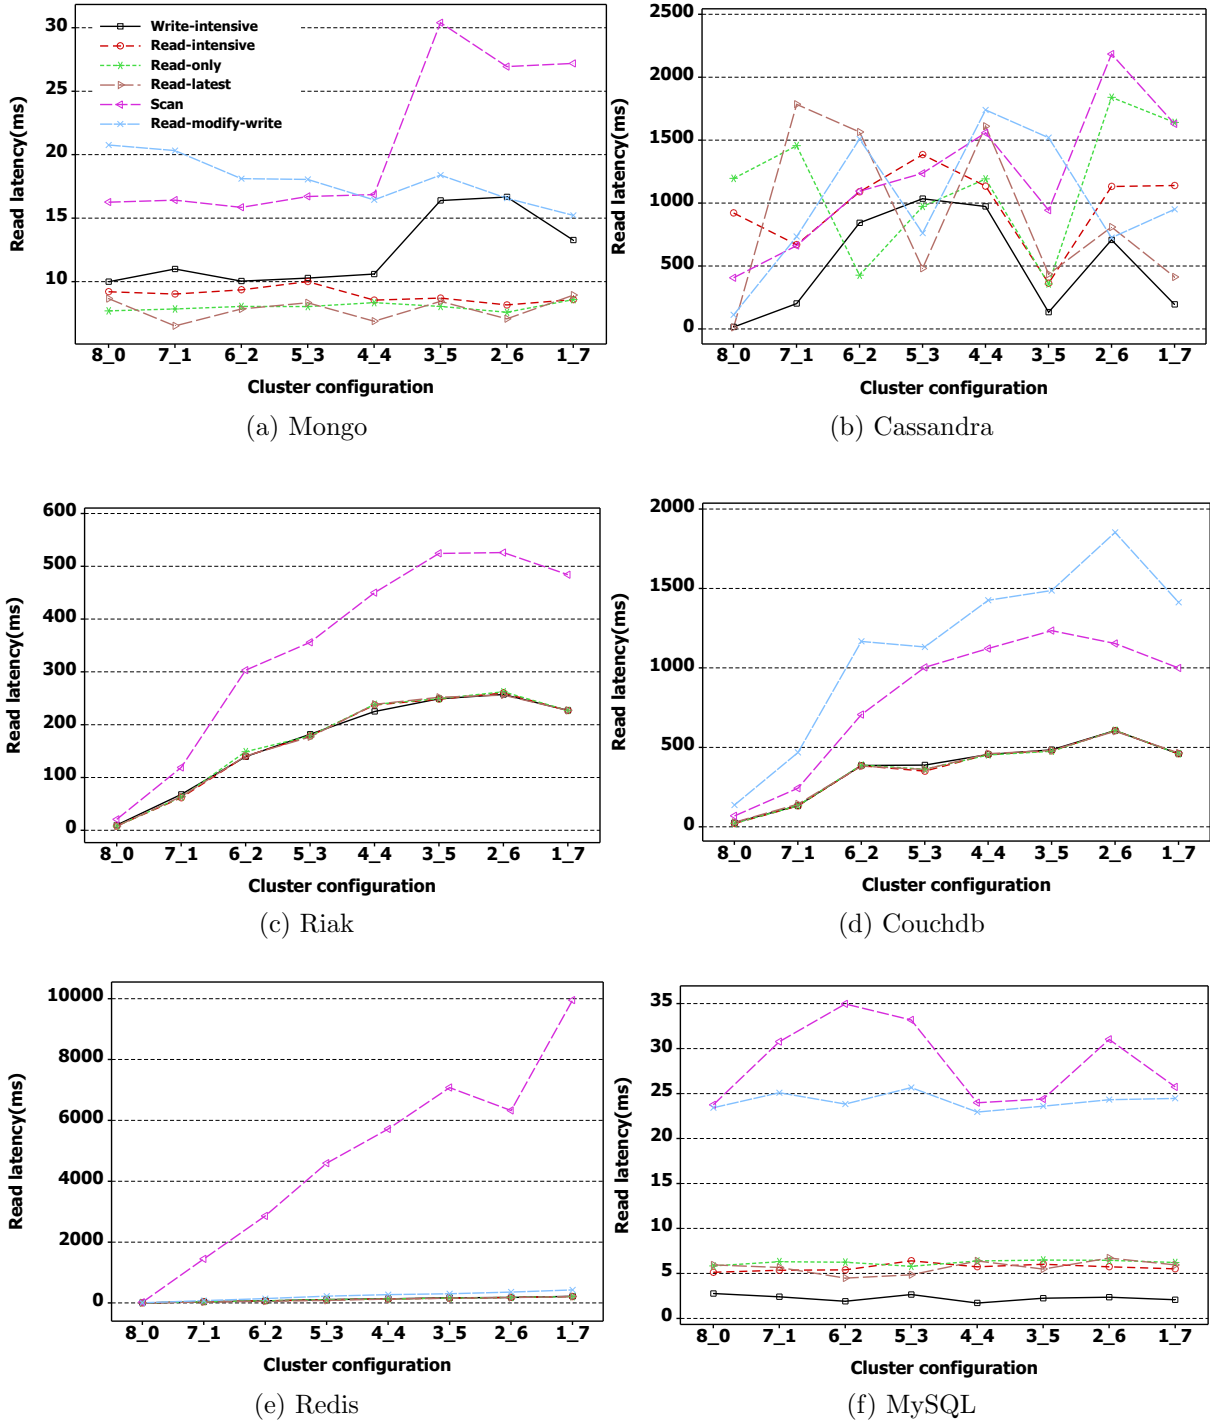 Write-intensive
Read-intensive
Read-only
Read-latest
Scan
Read-modify-write
Read latency(ms)
30
25
20
15
10
8_0 7_1 6_2 5_3 4_4 3_5 2_6 1_7
Cluster configuration
(a) Mongo
Read latency(ms)
2500
2000
1500
1000
500
0
8_0 7_1 6_2 5_3 4_4 3_5 2_6 1_7
Cluster configuration
(b) Cassandra
Read latency(ms)
600
500
400
300
200
100
0
8_0 7_1 6_2 5_3 4_4 3_5 2_6 1_7
Cluster configuration
(c) Riak
Read latency(ms)
2000
1500
1000
500
0
8_0 7_1 6_2 5_3 4_4 3_5 2_6 1_7
Cluster configuration
(d) Couchdb
Read latency(ms)
10000
8000
6000
4000
2000
0
8_0 7_1 6_2 5_3 4_4 3_5 2_6 1_7
Cluster configuration
(e) Redis
Read latency(ms)
35
30
25
20
15
10
5
0
8_0 7_1 6_2 5_3 4_4 3_5 2_6 1_7
Cluster configuration
(f) MySQL